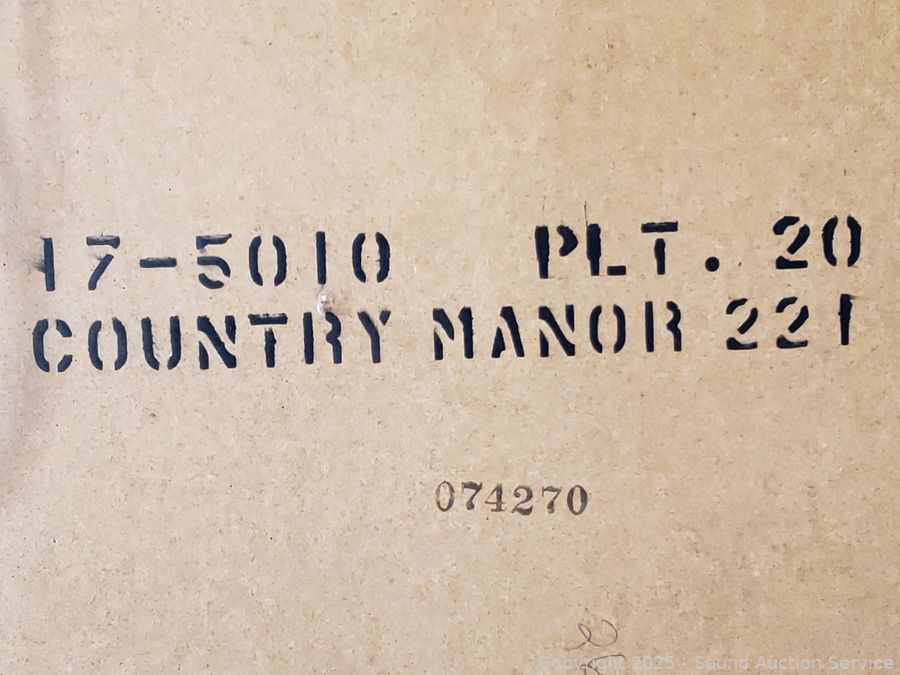 17-5010 PLT. 20
COUNTRY MANOR 221
074270
Copyright 2025 - Sound Auction Service